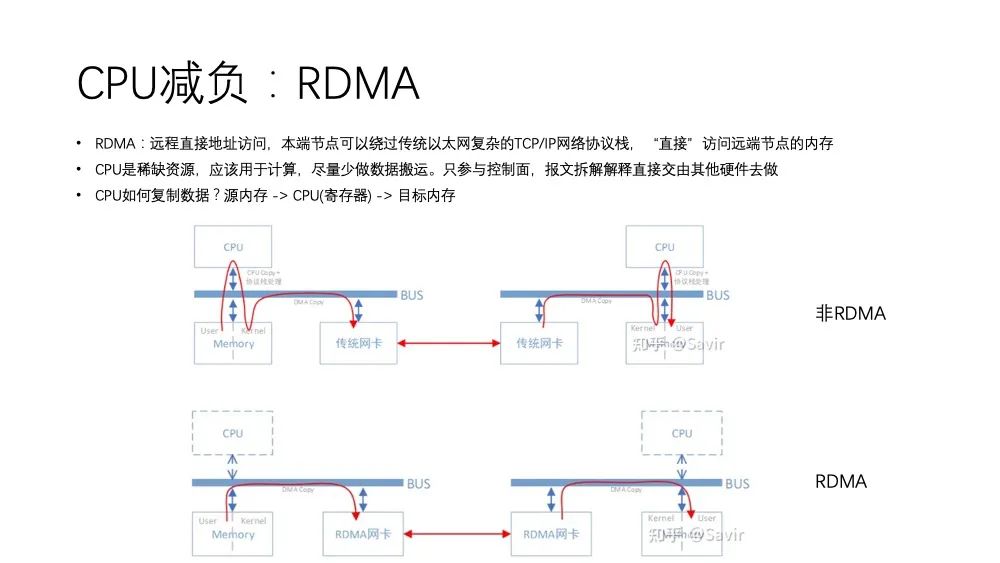 CPU减负：RDMA
• RDMA：远程直接地址访问，本端节点可以绕过传统以太网复杂的TCP/IP网络协议栈，“直接”访问远端节点的内存
• CPU是稀缺资源，应该用于计算，尽量少做数据搬运。只参与控制面，报文拆解解释直接交由其他硬件去做
• CPU如何复制数据？源内存 -> CPU(寄存器) -> 目标内存
CPU
CPU
CPU Copy+
协议栈处理
CPU Copy+
协议栈处理
BUS
BUS
DMA Copy
DMA Copy
非RDMA
User
Kernel
Kernel
User
Memory
传统网卡
传统网卡
Memory
知乎 @Savir
CPU
CPU
BUS
BUS
DMA Copy
DMA Copy
RDMA
User
Kernel
Kernel
User
Memory
RDMA网卡
RDMA网卡
Memory
知乎 @Savir